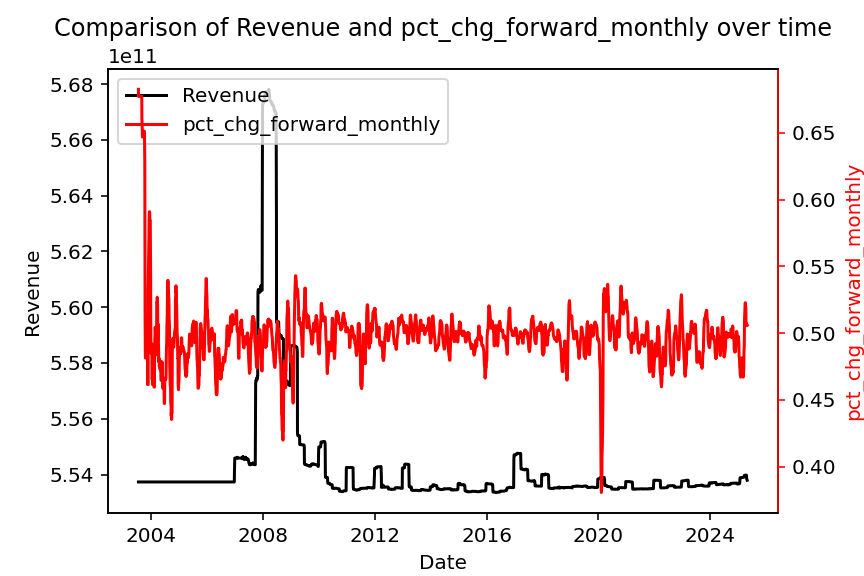 Comparison of Revenue and pct_chg_forward_monthly over time
1e11
5.68
5.66
5.64
5.62
5.60
5.58
5.56
5.54
Revenue
Revenue
pct_chg_forward_monthly
0.65
0.60
0.55
0.50
0.45
0.40
pct_chg_forward_monthly
2004 2008 2012 2016 2020 2024
Date